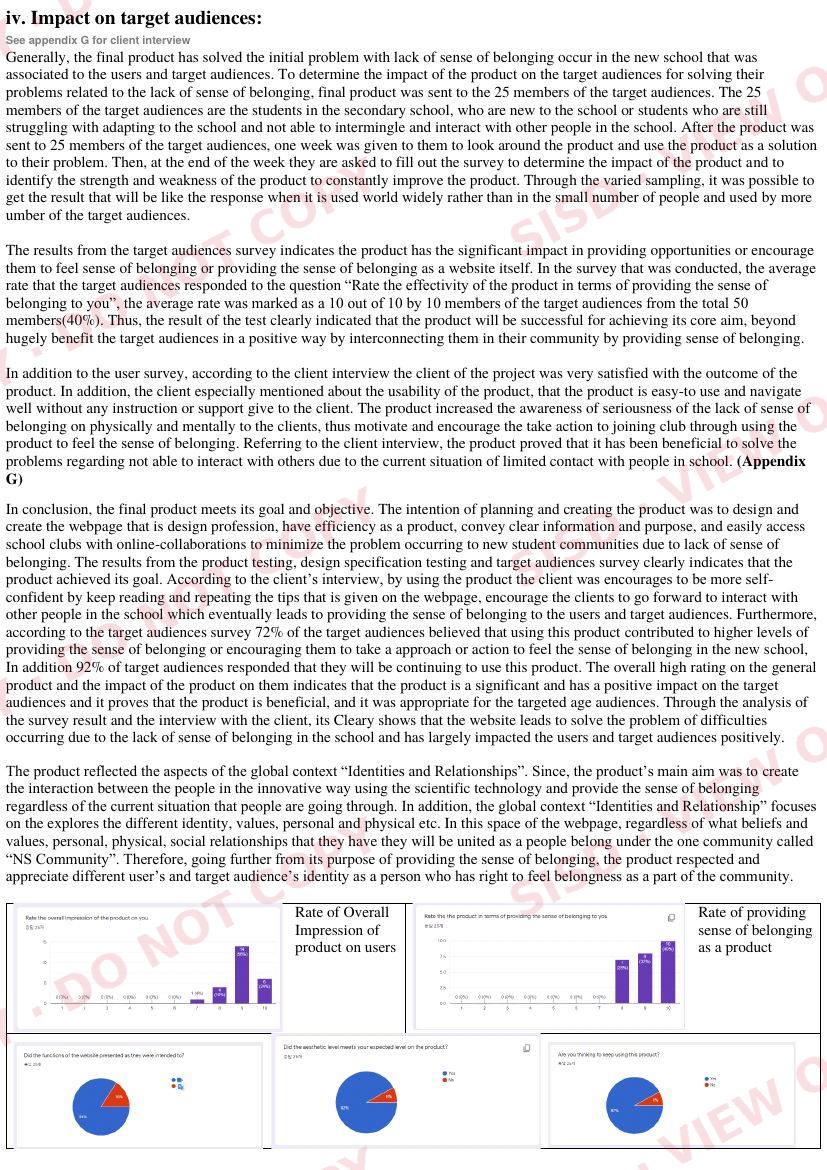 iv. Impact on target audiences:
See appendix G for client interview
Generally, the final product has solved the initial problem with lack of sense of belonging occur in the new school that was
associated to the users and target audiences. To determine the impact of the product on the target audiences for solving their
problems related to the lack of sense of belonging, final product was sent to the 25 members of the target audiences. The 25
members of the target audiences are the students in the secondary school, who are new to the school or students who are still
struggling with adapting to the school and not able to intermingle and interact with other people in the school. After the product was
sent to 25 members of the target audiences, one week was given to them to look around the product and use the product as a solution
to their problem. Then, at the end of the week they are asked to fill out the survey to determine the impact of the product and to
identify the strength and weakness of the product to constantly improve the product. Through the varied sampling, it was possible to
get the result that will be like the response when it is used world widely rather than in the small number of people and used by more
umber of the target audiences.
The results from the target audiences survey indicates the product has the significant impact in providing opportunities or encourage
them to feel sense of belonging or providing the sense of belonging as a website itself. In the survey that was conducted, the average
rate that the target audiences responded to the question “Rate the effectivity of the product in terms of providing the sense of
belonging to you”, the average rate was marked as a 10 out of 10 by 10 members of the target audiences from the total 50
members(40%). Thus, the result of the test clearly indicated that the product will be successful for achieving its core aim, beyond
hugely benefit the target audiences in a positive way by interconnecting them in their community by providing sense of belonging.
In addition to the user survey, according to the client interview the client of the project was very satisfied with the outcome of the
product. In addition, the client especially mentioned about the usability of the product, that the product is easy-to use and navigate
well without any instruction or support give to the client. The product increased the awareness of seriousness of the lack of sense of
belonging on physically and mentally to the clients, thus motivate and encourage the take action to joining club through using the
product to feel the sense of belonging. Referring to the client interview, the product proved that it has been beneficial to solve the
problems regarding not able to interact with others due to the current situation of limited contact with people in school. (Appendix
G)
In conclusion, the final product meets its goal and objective. The intention of planning and creating the product was to design and
create the webpage that is design profession, have efficiency as a product, convey clear information and purpose, and easily access
school clubs with online-collaborations to minimize the problem occurring to new student communities due to lack of sense of
belonging. The results from the product testing, design specification testing and target audiences survey clearly indicates that the
product achieved its goal. According to the client’s interview, by using the product the client was encourages to be more self-
confident by keep reading and repeating the tips that is given on the webpage, encourage the clients to go forward to interact with
other people in the school which eventually leads to providing the sense of belonging to the users and target audiences. Furthermore,
according to the target audiences survey 72% of the target audiences believed that using this product contributed to higher levels of
providing the sense of belonging or encouraging them to take a approach or action to feel the sense of belonging in the new school,
In addition 92% of target audiences responded that they will be continuing to use this product. The overall high rating on the general
product and the impact of the product on them indicates that the product is a significant and has a positive impact on the target
audiences and it proves that the product is beneficial, and it was appropriate for the targeted age audiences. Through the analysis of
the survey result and the interview with the client, its Cleary shows that the website leads to solve the problem of difficulties
occurring due to the lack of sense of belonging in the school and has largely impacted the users and target audiences positively.
The product reflected the aspects of the global context “Identities and Relationships”. Since, the product’s main aim was to create
the interaction between the people in the innovative way using the scientific technology and provide the sense of belonging
regardless of the current situation that people are going through. In addition, the global context “Identities and Relationship” focuses
on the explores the different identity, values, personal and physical etc. In this space of the webpage, regardless of what beliefs and
values, personal, physical, social relationships that they have they will be united as a people belong under the one community called
“NS Community”. Therefore, going further from its purpose of providing the sense of belonging, the product respected and
appreciate different user’s and target audience’s identity as a person who has right to feel belongness as a part of the community.
Rate the overall impression of the product on you
Rate of Overall
Impression of
product on users
Rate the the product in terms of providing the sense of belonging to you
Rate of providing
sense of belonging
as a product
Did the functions of the website presented as they were intended?
Did the aesthetic level meets your expected level on the product?
Yes
No
92%
8%
Are you thinking to keep using this product?
Yes
No
92%
8%
SISD - VIEW O
DO NOT COPY